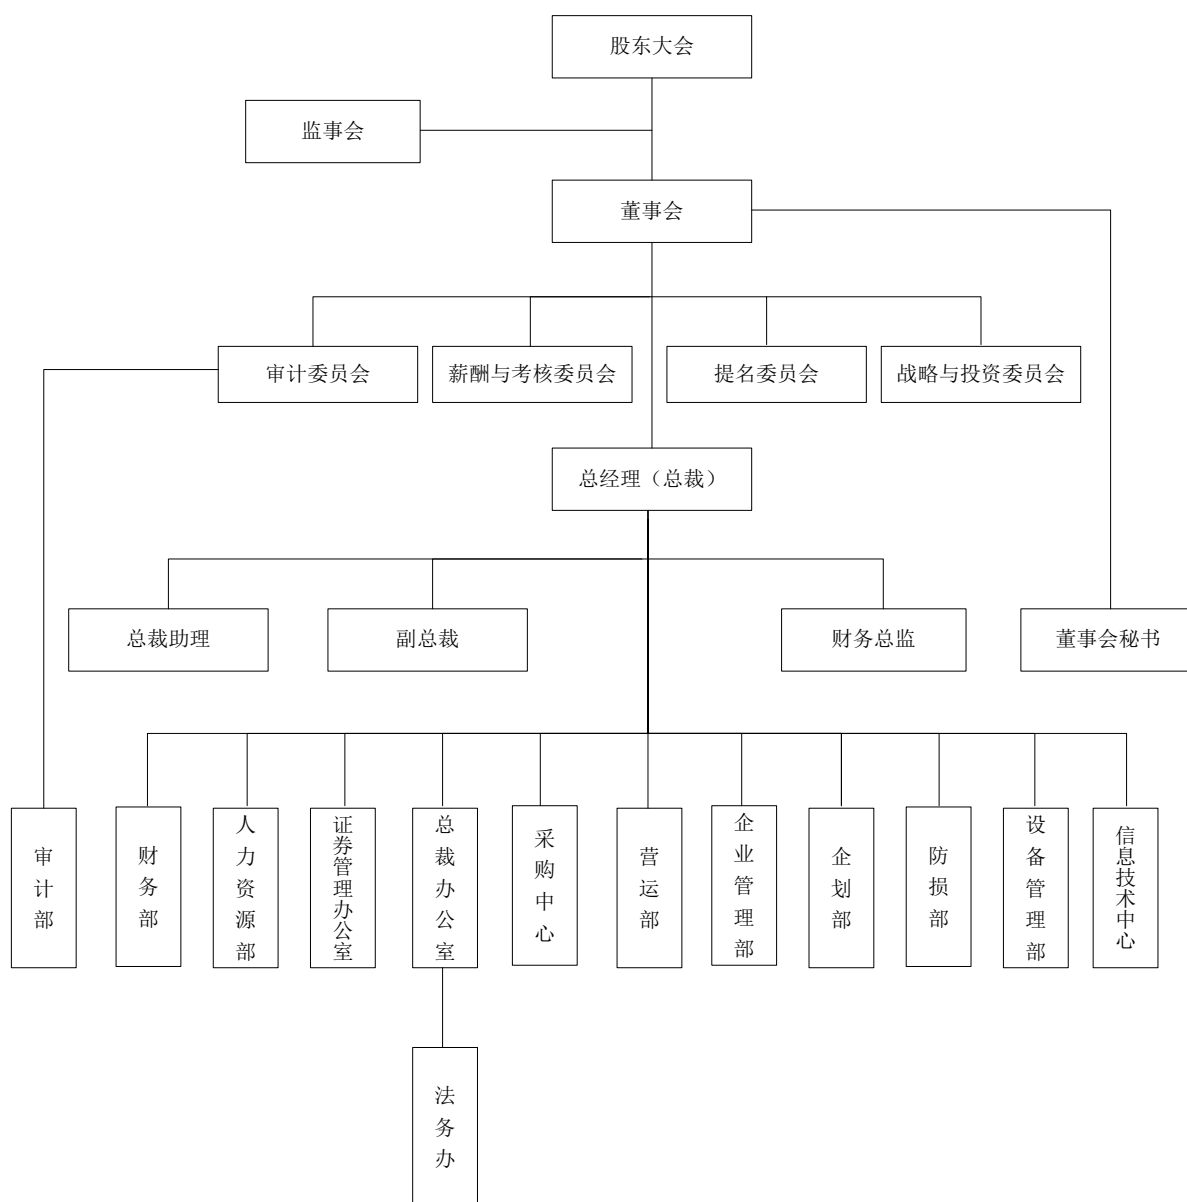 股东大会
监事会
董事会
审计委员会
薪酬与考核委员会
提名委员会
战略与投资委员会
总经理（总裁）
总裁助理
副总裁
财务总监
董事会秘书
审计部
财务部
人力资源部
证券管理办公室
总裁办公室
采购中心
营运部
企业管理部
企划部
防损部
设备管理部
信息技术中心
法务办